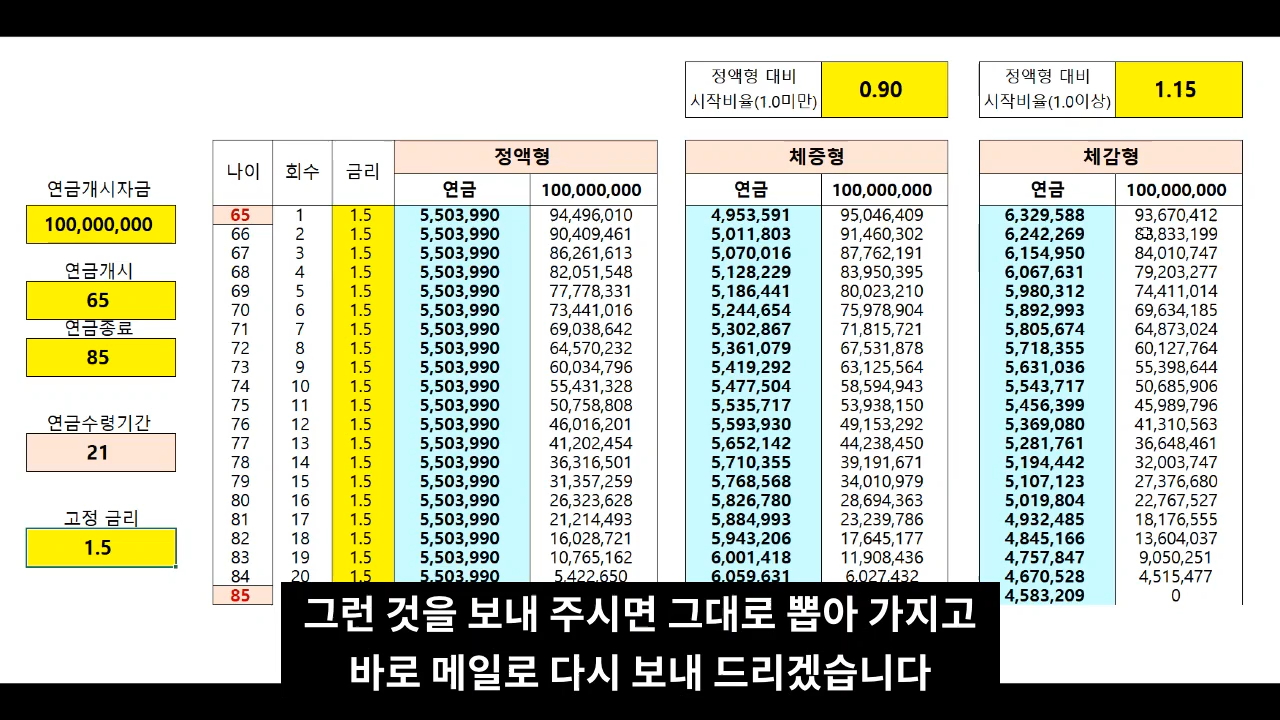 정액형 대비
시작비율(1.0미만) 0.90
정액형 대비
시작비율(1.0이상) 1.15
연금개시자금
100,000,000
연금개시
65
연금종료
85
연금수령기간
21
고정 금리
1.5
나이 회수 금리 정액형 체증형 체감형
연금 100,000,000 연금 100,000,000 연금 100,000,000
65 1 1.5 5,503,990 94,496,010 4,953,591 95,046,409 6,329,588 93,670,412
66 2 1.5 5,503,990 90,409,461 5,011,803 91,460,302 6,242,269 88,833,199
67 3 1.5 5,503,990 86,261,613 5,070,016 87,762,191 6,154,950 84,010,747
68 4 1.5 5,503,990 82,051,548 5,128,229 83,950,395 6,067,631 79,203,277
69 5 1.5 5,503,990 77,778,331 5,186,441 80,023,210 5,980,312 74,411,014
70 6 1.5 5,503,990 73,441,016 5,244,654 75,978,904 5,892,993 69,634,185
71 7 1.5 5,503,990 69,038,642 5,302,867 71,815,721 5,805,674 64,873,024
72 8 1.5 5,503,990 64,570,232 5,361,079 67,531,878 5,718,355 60,127,764
73 9 1.5 5,503,990 60,034,796 5,419,292 63,125,564 5,631,036 55,398,644
74 10 1.5 5,503,990 55,431,328 5,477,504 58,594,943 5,543,717 50,685,906
75 11 1.5 5,503,990 50,758,808 5,535,717 53,938,150 5,456,399 45,989,796
76 12 1.5 5,503,990 46,016,201 5,593,930 49,153,292 5,369,080 41,310,563
77 13 1.5 5,503,990 41,202,454 5,652,142 44,238,450 5,281,761 36,648,461
78 14 1.5 5,503,990 36,316,501 5,710,355 39,191,671 5,194,442 32,003,747
79 15 1.5 5,503,990 31,357,259 5,768,568 34,010,979 5,107,123 27,376,680
80 16 1.5 5,503,990 26,323,628 5,826,780 28,694,363 5,019,804 22,767,527
81 17 1.5 5,503,990 21,214,493 5,884,993 23,239,786 4,932,485 18,176,555
82 18 1.5 5,503,990 16,028,721 5,943,206 17,645,177 4,845,166 13,604,037
83 19 1.5 5,503,990 10,765,162 6,001,418 11,908,436 4,757,847 9,050,251
84 20 1.5 5,503,990 5,422,650 6,059,631 6,027,432 4,670,528 4,515,477
85 4,583,209 0
그런 것을 보내 주시면 그대로 뽑아 가지고
바로 메일로 다시 보내 드리겠습니다